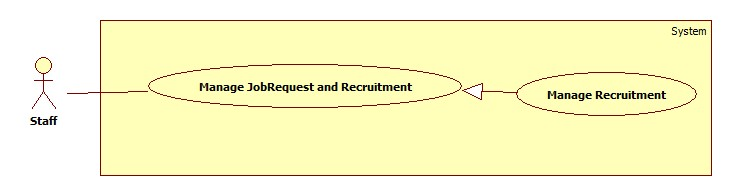 System
Manage JobRequest and Recruitment
Manage Recruitment
Staff